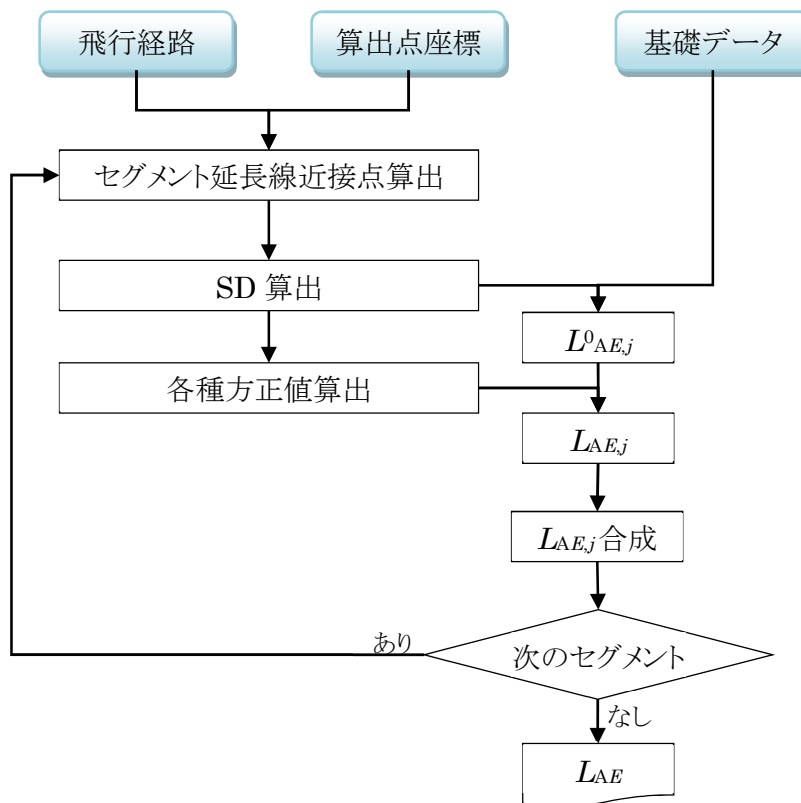 飛行経路
算出点座標
基礎データ
セグメント延長線近接点算出
SD 算出
L⁰AE,j
各種方正値算出
LAE,j
LAE,j 合成
次のセグメント
あり
なし
LAE